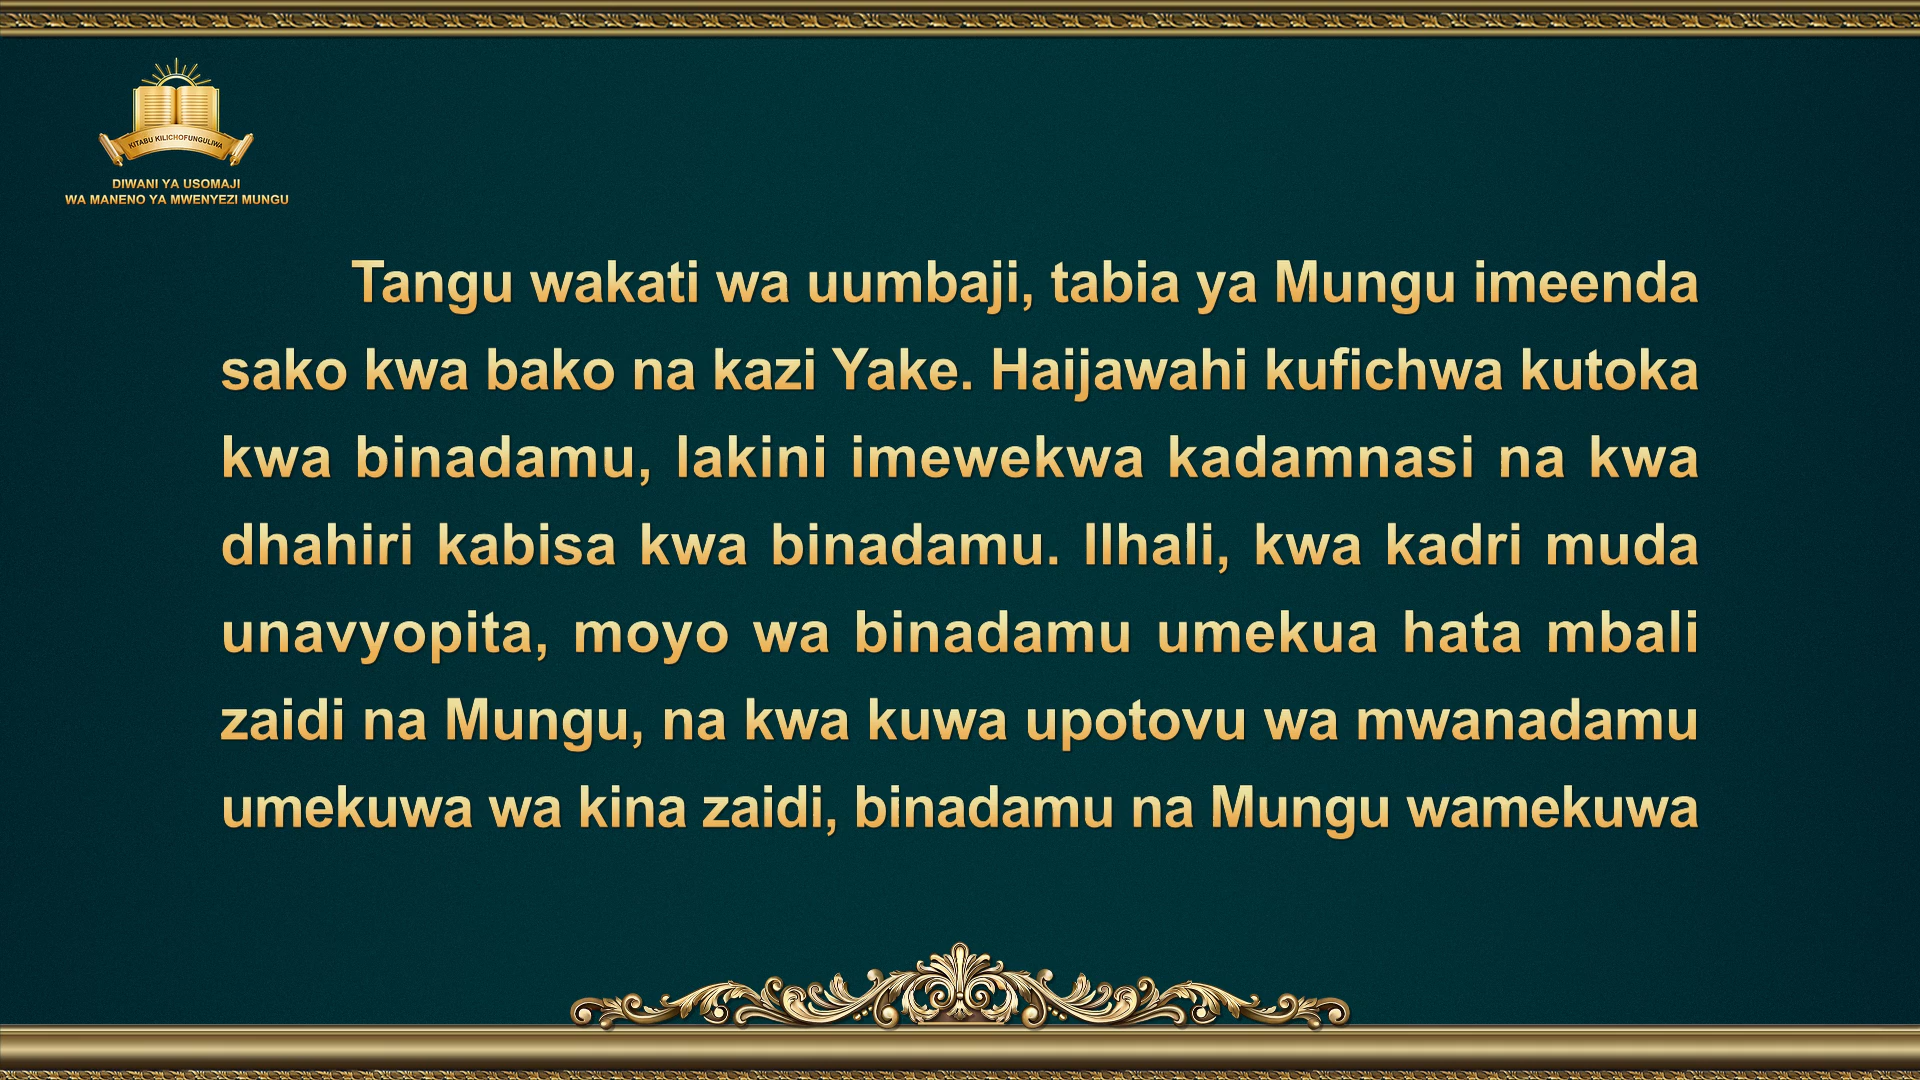 KITABU KILICHOFUNGULIWA
DIWANI YA USOMAJI
WA MANENO YA MWENYEZI MUNGU
Tangu wakati wa uumbaji, tabia ya Mungu imeenda
sako kwa bako na kazi Yake. Haijawahi kufichwa kutoka
kwa binadamu, lakini imewekwa kadamnasi na kwa
dhahiri kabisa kwa binadamu. Ilhali, kwa kadri muda
unavyopita, moyo wa binadamu umekua hata mbali
zaidi na Mungu, na kwa kuwa upotovu wa mwanadamu
umekuwa wa kina zaidi, binadamu na Mungu wamekuwa